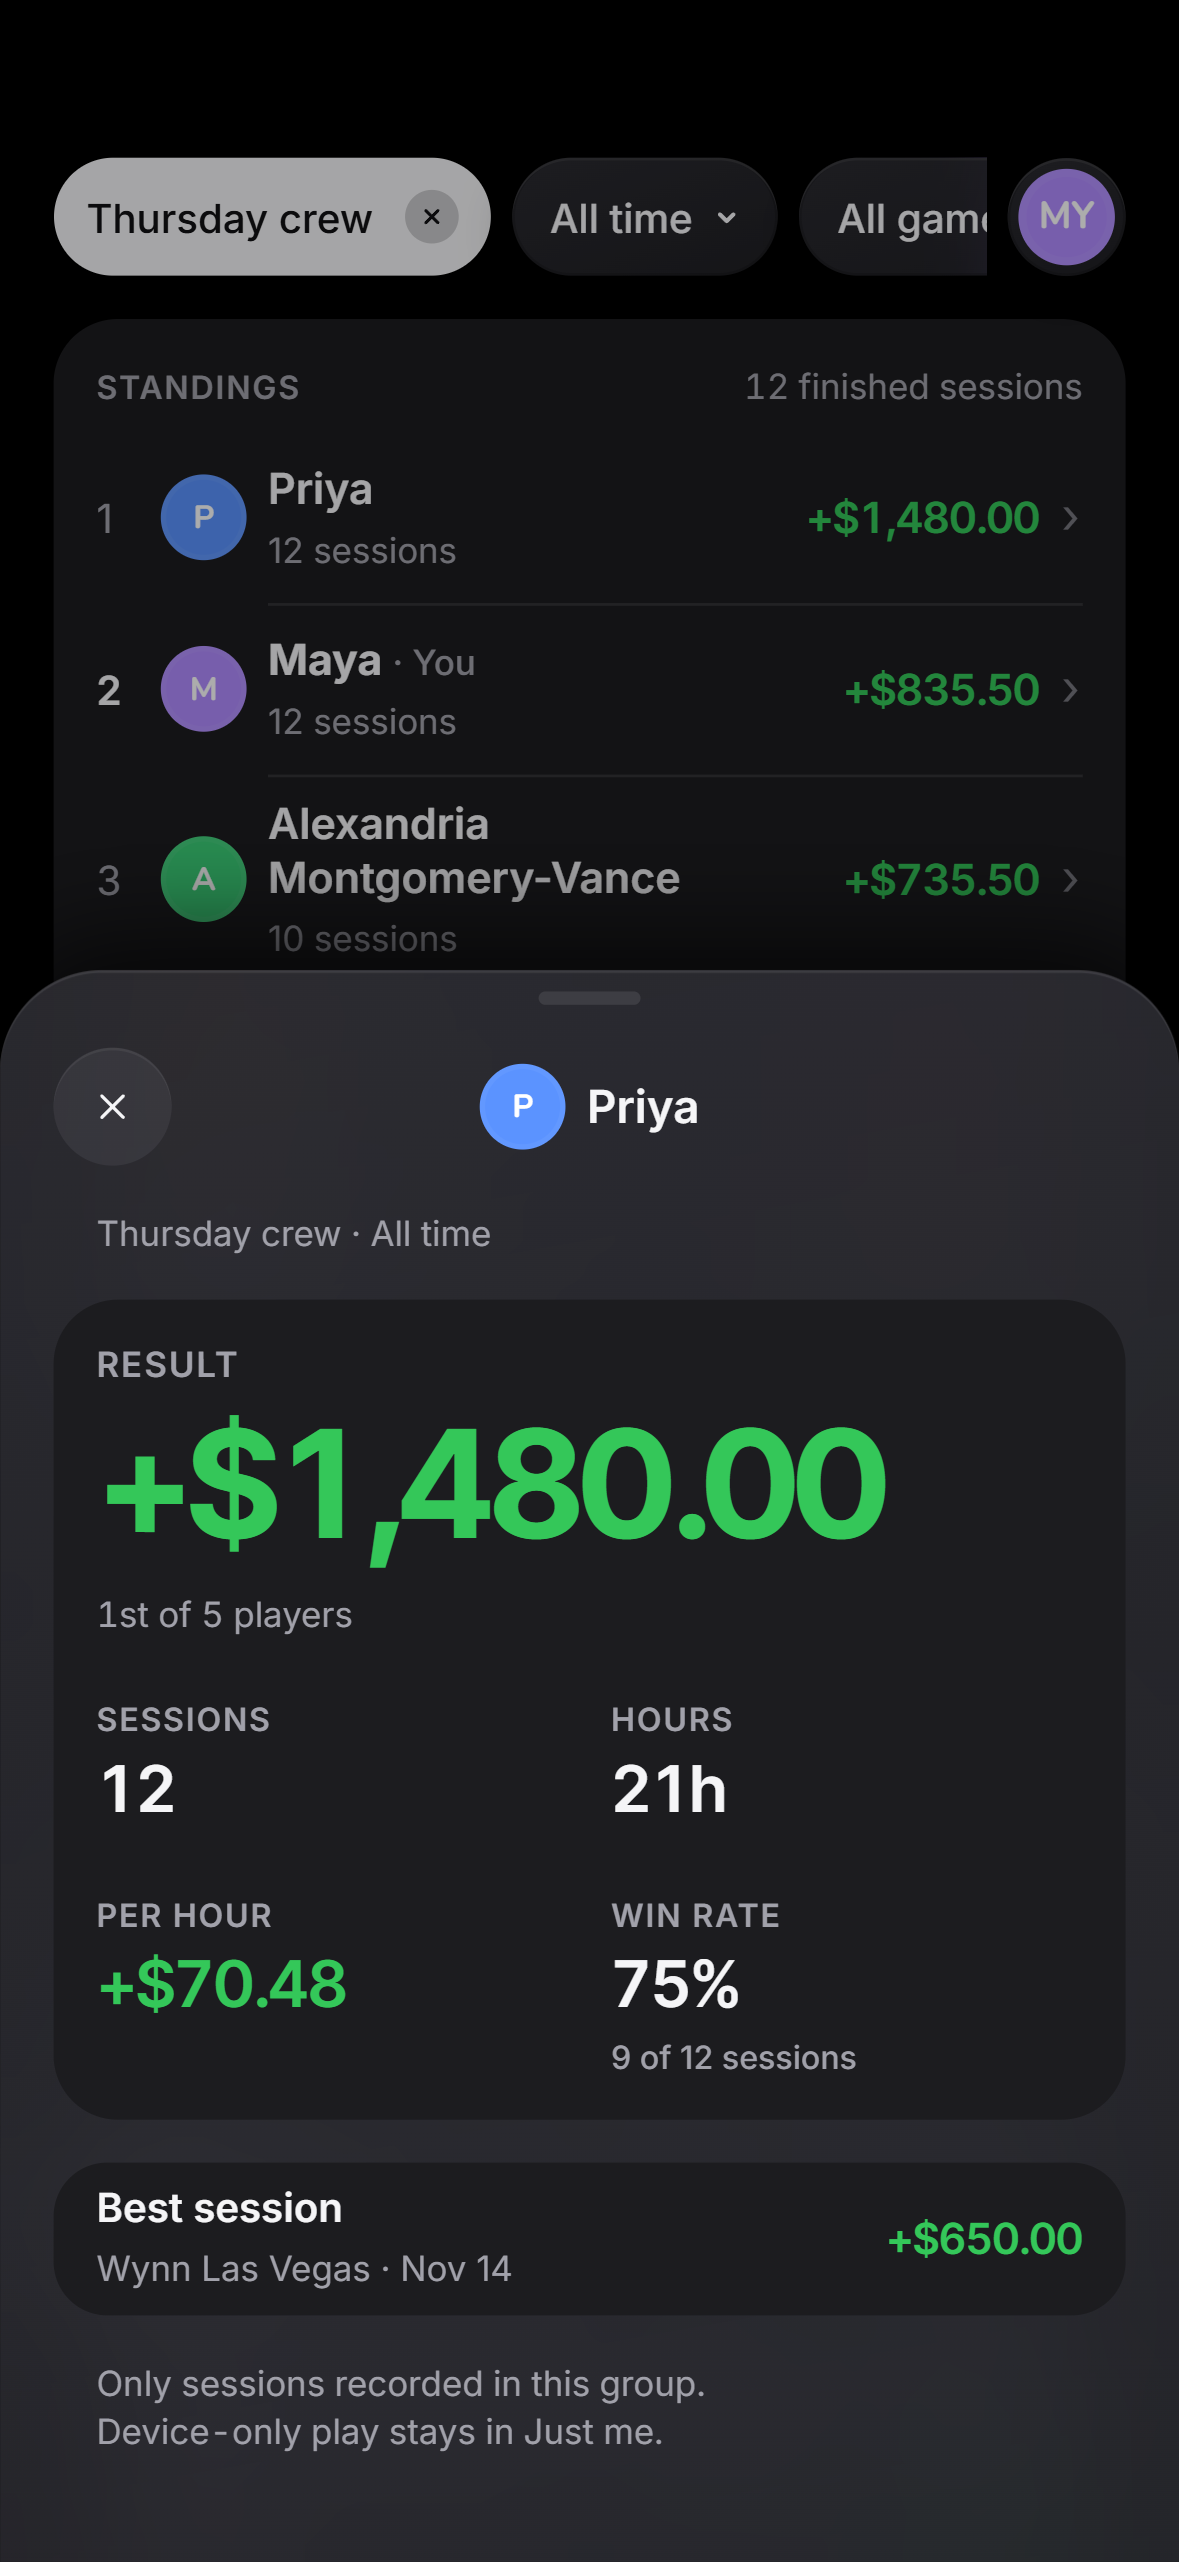 Thursday crew
All time
All game
MY
STANDINGS
12 finished sessions
1
P
Priya
12 sessions
+$1,480.00
2
M
Maya · You
12 sessions
+$835.50
3
A
Alexandria
Montgomery-Vance
10 sessions
+$735.50
P
Priya
Thursday crew · All time
RESULT
+$1,480.00
1st of 5 players
SESSIONS
HOURS
12
21h
PER HOUR
WIN RATE
+$70.48
75%
9 of 12 sessions
Best session
Wynn Las Vegas · Nov 14
+$650.00
Only sessions recorded in this group.
Device-only play stays in Just me.